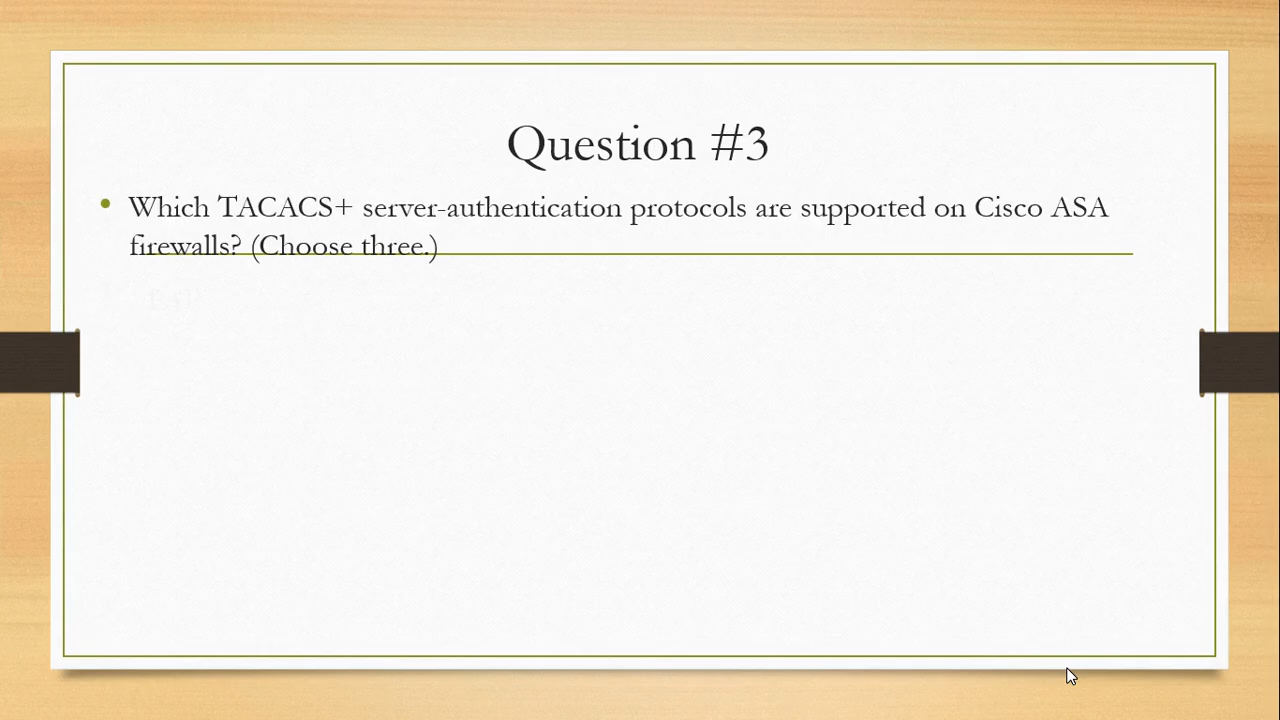 Question #3
• Which TACACS+ server-authentication protocols are supported on Cisco ASA
firewalls? (Choose three.)